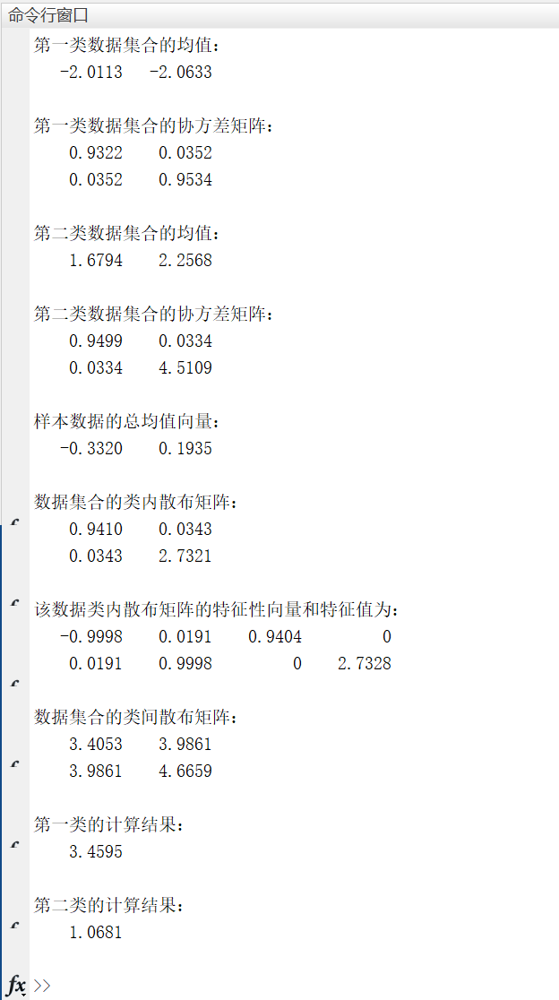 命令行窗口
第一类数据集合的均值：
-2.0113 -2.0633
第一类数据集合的协方差矩阵：
0.9322 0.0352
0.0352 0.9534
第二类数据集合的均值：
1.6794 2.2568
第二类数据集合的协方差矩阵：
0.9499 0.0334
0.0334 4.5109
样本数据的总均值向量：
-0.3320 0.1935
数据集合的类内散布矩阵：
0.9410 0.0343
0.0343 2.7321
该数据类内散布矩阵的特征性向量和特征值为：
-0.9998 0.0191 0.9404 0
0.0191 0.9998 0 2.7328
数据集合的类间散布矩阵：
3.4053 3.9861
3.9861 4.6659
第一类的计算结果：
3.4595
第二类的计算结果：
1.0681
fx >>